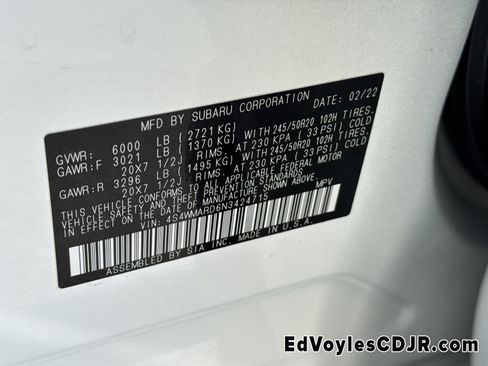 MFD BY SUBARU CORPORATION DATE: 02/22
GVWR: 6000 LB (2721 KG)
GAWR:F 3021 LB (1370 KG) WITH 245/50R20 102H TIRES,
20X7 1/2J RIMS, AT 230 KPA (33 PSI) COLD
GAWR:R 3296 LB (1495 KG) WITH 245/50R20 102H TIRES,
20X7 1/2J RIMS, AT 230 KPA (33 PSI) COLD
THIS VEHICLE CONFORMS TO ALL APPLICABLE FEDERAL MOTOR
VEHICLE SAFETY AND THEFT PREVENTION STANDARDS
IN EFFECT ON THE DATE OF MANUFACTURE SHOWN ABOVE.
VIN: 4S4WMARD6N3424715 MPV
ASSEMBLED BY SIA INC. MADE IN U.S.A.
EdVoylesCDJR.com